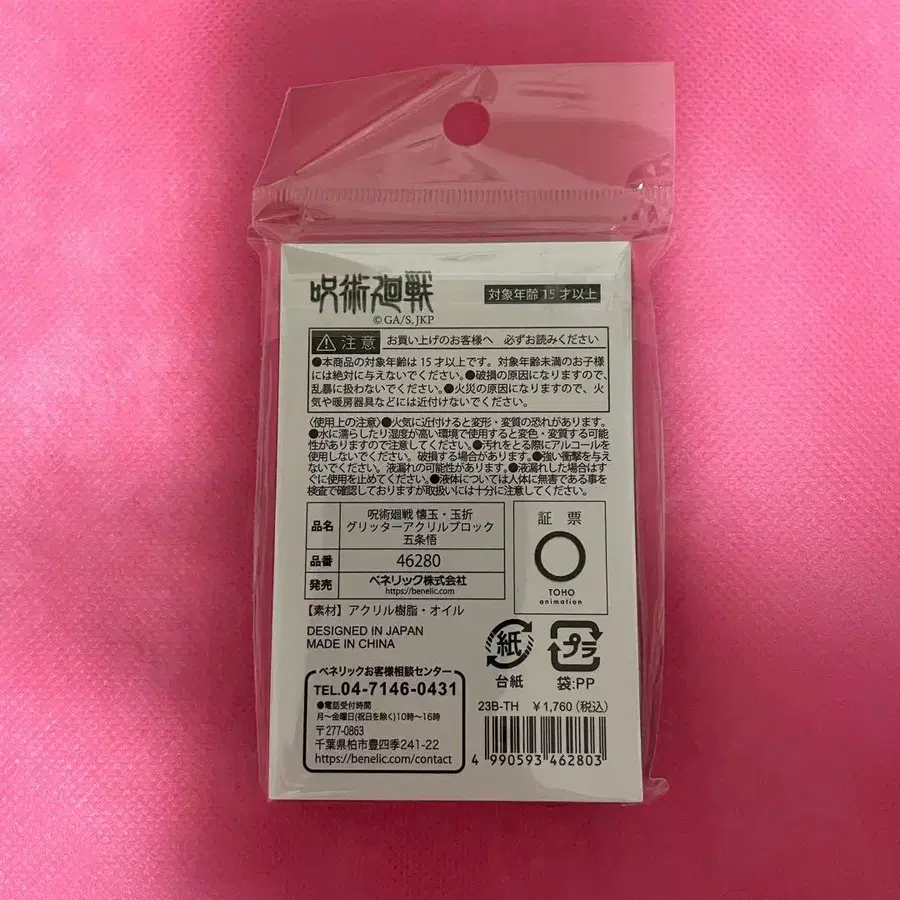 呪術廻戦
対象年齢 15 才以上
©GA/S,JKP
注意 お買い上げのお客様へ 必ずお読みください
●本商品の対象年齢は15才以上です。対象年齢未満のお子様
には絶対に与えないでください。●破損の原因になりますので、
乱暴に扱わないでください。●火災の原因になりますので、火
気や暖房器具などには近付けないでください。
〈使用上の注意〉●火気に近付けると変形・変質の恐れがあります。
●水に濡らしたり湿度が高い環境で使用すると変色・変質する可能
性がありますので注意してください。●汚れをとる際にアルコールを
使用しないでください。破損する場合があります。●強い衝撃を与え
ないでください。液漏れの可能性があります。●液漏れした場合はす
ぐに使用を止めてください。●液体については人体に無害である事を
検査で確認しておりますが取扱いには十分に注意してください。
品名 呪術廻戦 懐玉・玉折
グリッターアクリルブロック
五条悟
品番 46280
発売 ベネリック株式会社
https://benelic.com
証票
TOHO
animation
【素材】アクリル樹脂・オイル
DESIGNED IN JAPAN
MADE IN CHINA
紙
台紙
プラ
袋:PP
ベネリックお客様相談センター
TEL.04-7146-0431
●電話受付時間
月～金曜日(祝日を除く)10時～16時
〒277-0863
千葉県柏市豊四季241-22
https://benelic.com/contact
23B-TH ￥1,760(税込)
4 990593 462803